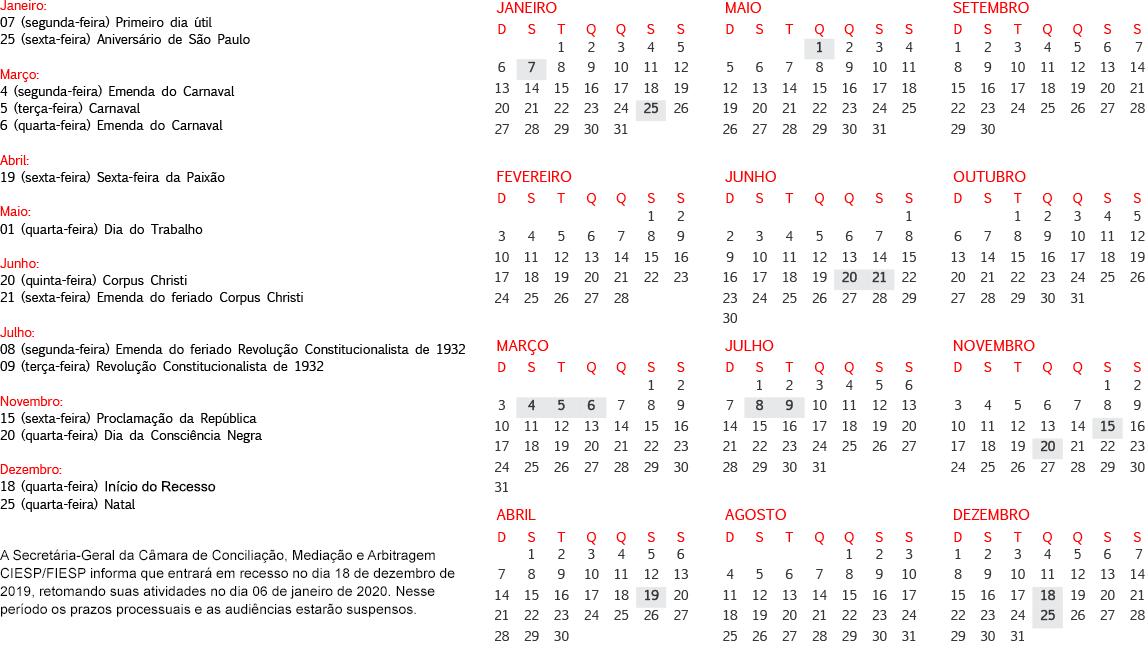 Janeiro:
07 (segunda-feira) Primeiro dia útil
25 (sexta-feira) Aniversário de São Paulo
Março:
4 (segunda-feira) Emenda do Carnaval
5 (terça-feira) Carnaval
6 (quarta-feira) Emenda do Carnaval
Abril:
19 (sexta-feira) Sexta-feira da Paixão
Maio:
01 (quarta-feira) Dia do Trabalho
Junho:
20 (quinta-feira) Corpus Christi
21 (sexta-feira) Emenda do feriado Corpus Christi
Julho:
08 (segunda-feira) Emenda do feriado Revolução Constitucionalista de 1932
09 (terça-feira) Revolução Constitucionalista de 1932
Novembro:
15 (sexta-feira) Proclamação da República
20 (quarta-feira) Dia da Consciência Negra
Dezembro:
18 (quarta-feira) Início do Recesso
25 (quarta-feira) Natal
A Secretária-Geral da Câmara de Conciliação, Mediação e Arbitragem
CIESP/FIESP informa que entrará em recesso no dia 18 de dezembro de
2019, retomando suas atividades no dia 06 de janeiro de 2020. Nesse
período os prazos processuais e as audiências estarão suspensos.
JANEIRO
D S T Q Q S S
1 2 3 4 5
6 7 8 9 10 11 12
13 14 15 16 17 18 19
20 21 22 23 24 25 26
27 28 29 30 31
FEVEREIRO
D S T Q Q S S
1 2
3 4 5 6 7 8 9
10 11 12 13 14 15 16
17 18 19 20 21 22 23
24 25 26 27 28
MARÇO
D S T Q Q S S
1 2
3 4 5 6 7 8 9
10 11 12 13 14 15 16
17 18 19 20 21 22 23
24 25 26 27 28 29 30
31
ABRIL
D S T Q Q S S
1 2 3 4 5 6
7 8 9 10 11 12 13
14 15 16 17 18 19 20
21 22 23 24 25 26 27
28 29 30
MAIO
D S T Q Q S S
1 2 3 4
5 6 7 8 9 10 11
12 13 14 15 16 17 18
19 20 21 22 23 24 25
26 27 28 29 30 31
JUNHO
D S T Q Q S S
1
2 3 4 5 6 7 8
9 10 11 12 13 14 15
16 17 18 19 20 21 22
23 24 25 26 27 28 29
30
JULHO
D S T Q Q S S
1 2 3 4 5 6
7 8 9 10 11 12 13
14 15 16 17 18 19 20
21 22 23 24 25 26 27
28 29 30 31
AGOSTO
D S T Q Q S S
1 2 3
4 5 6 7 8 9 10
11 12 13 14 15 16 17
18 19 20 21 22 23 24
25 26 27 28 29 30 31
SETEMBRO
D S T Q Q S S
1 2 3 4 5 6 7
8 9 10 11 12 13 14
15 16 17 18 19 20 21
22 23 24 25 26 27 28
29 30
OUTUBRO
D S T Q Q S S
1 2 3 4 5
6 7 8 9 10 11 12
13 14 15 16 17 18 19
20 21 22 23 24 25 26
27 28 29 30 31
NOVEMBRO
D S T Q Q S S
1 2
3 4 5 6 7 8 9
10 11 12 13 14 15 16
17 18 19 20 21 22 23
24 25 26 27 28 29 30
DEZEMBRO
D S T Q Q S S
1 2 3 4 5 6 7
8 9 10 11 12 13 14
15 16 17 18 19 20 21
22 23 24 25 26 27 28
29 30 31